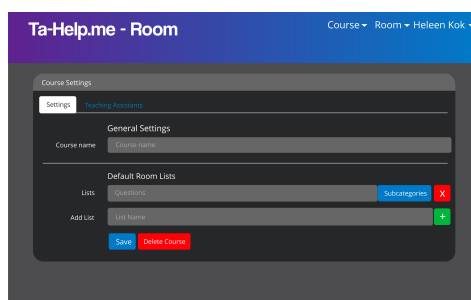 Ta-Help.me - Room
Course Room Heleen Kok
Course Settings
Settings Teaching Assistants
General Settings
Course name Course name
Default Room Lists
Lists Questions Subcategories X
Add List List Name +
Save Delete Course